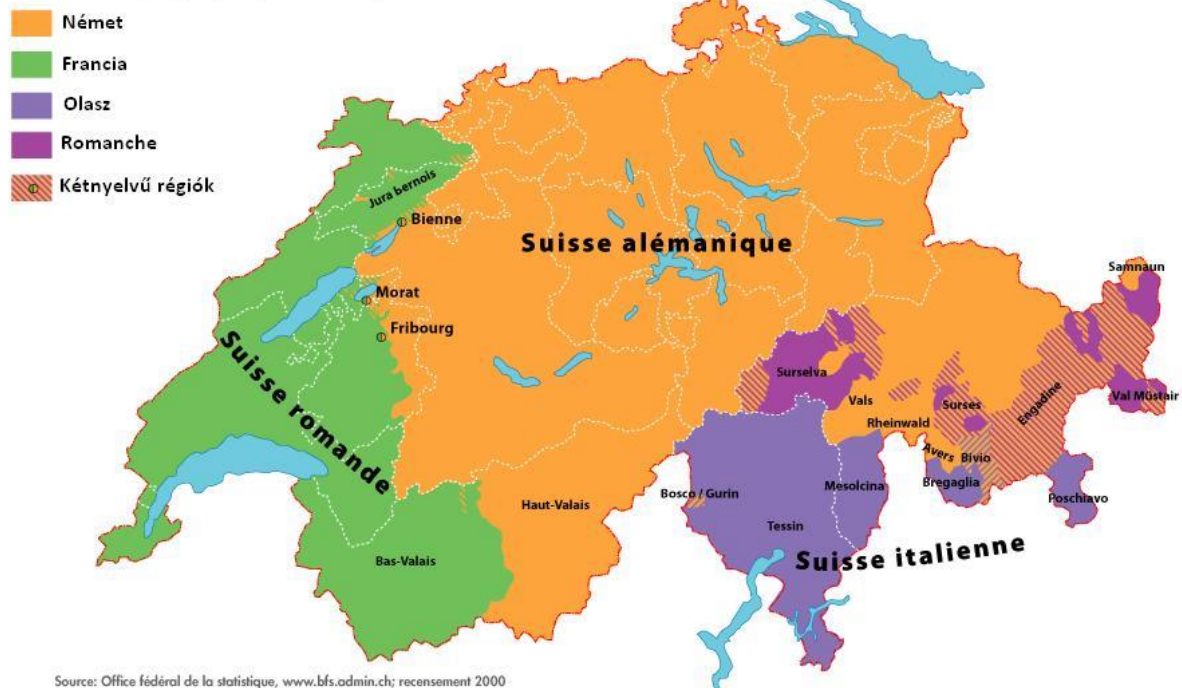 Német
Francia
Olasz
Romanche
Kétnyelvű régiók
Jura bernois
Bienne
Suisse alémanique
Morat
Fribourg
Suisse romande
Samnaun
Surselva
Vals
Surses
Engadine
Val Müstair
Rheinwald
Avers
Bivio
Bregaglia
Poschiavo
Bosco / Gurin
Mesolcina
Haut-Valais
Tessin
Bas-Valais
Suisse italienne
Source: Office fédéral de la statistique, www.bfs.admin.ch; recensement 2000